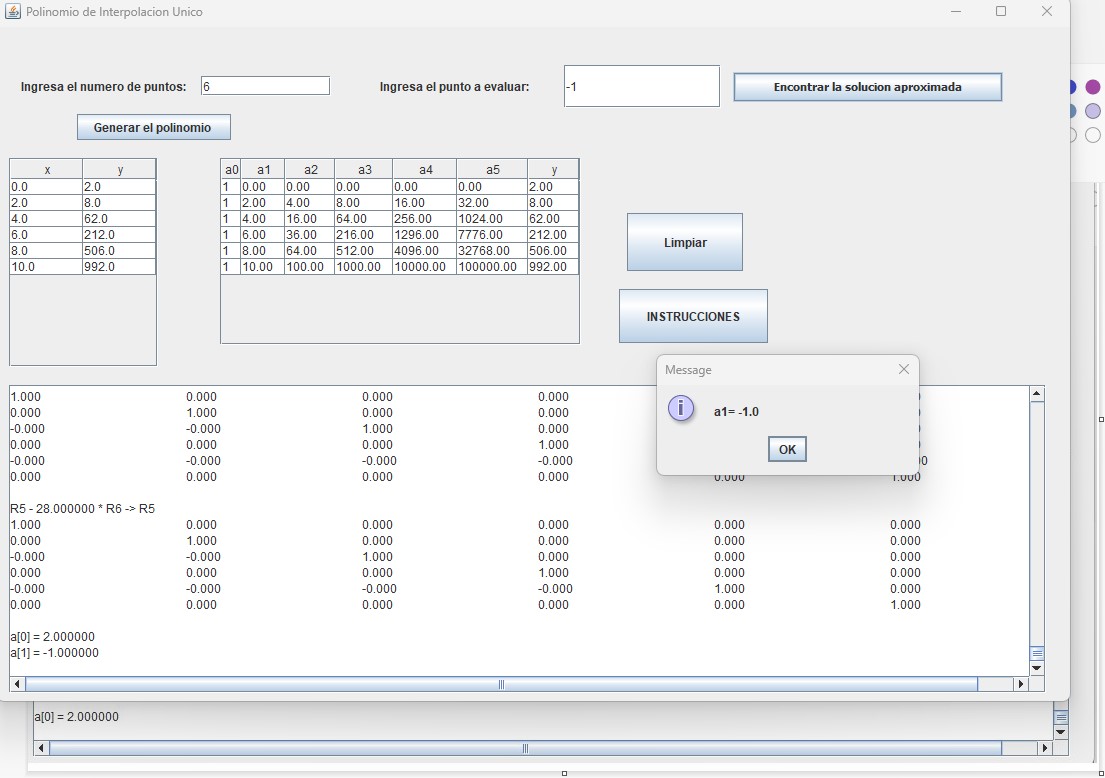 Polinomio de Interpolacion Unico
Ingresa el numero de puntos: 6 Ingresa el punto a evaluar: -1 Encontrar la solucion aproximada
Generar el polinomio
x y
0.0 2.0
2.0 8.0
4.0 62.0
6.0 212.0
8.0 506.0
10.0 992.0
a0 a1 a2 a3 a4 a5 y
1 0.00 0.00 0.00 0.00 0.00 2.00
1 2.00 4.00 8.00 16.00 32.00 8.00
1 4.00 16.00 64.00 256.00 1024.00 62.00
1 6.00 36.00 216.00 1296.00 7776.00 212.00
1 8.00 64.00 512.00 4096.00 32768.00 506.00
1 10.00 100.00 1000.00 10000.00 100000.00 992.00
Limpiar
INSTRUCCIONES
Message
a1= -1.0
OK
1.000 0.000 0.000 0.000
0.000 1.000 0.000 0.000
-0.000 -0.000 1.000 0.000
0.000 0.000 0.000 1.000
-0.000 -0.000 -0.000 -0.000
0.000 0.000 0.000 0.000 0.000 1.000
R5 - 28.000000 * R6 -> R5
1.000 0.000 0.000 0.000 0.000 0.000
0.000 1.000 0.000 0.000 0.000 0.000
-0.000 -0.000 1.000 0.000 0.000 0.000
0.000 0.000 0.000 1.000 0.000 0.000
-0.000 -0.000 -0.000 -0.000 1.000 0.000
0.000 0.000 0.000 0.000 0.000 1.000
a[0] = 2.000000
a[1] = -1.000000
a[0] = 2.000000